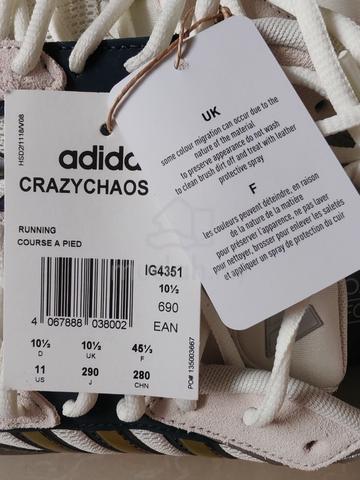 HSD2/1118/V08
adidas
CRAZYCHAOS
RUNNING
COURSE A PIED
IG4351
10½
690
EAN
4 067888 038002
10½ 10½ 45⅓
D UK F
11 290 280
US J CHN
PO# 1350036667
UK
some colour migration can occur due to the
nature of the material
to preserve appearance do not wash
to clean brush dirt off and treat with leather
protective spray
F
les couleurs peuvent déteindre, en raison
de la nature de la matière
pour préserver l'apparence, ne pas laver
pour nettoyer, brosser pour enlever les saletés
et appliquer un spray de protection du cuir